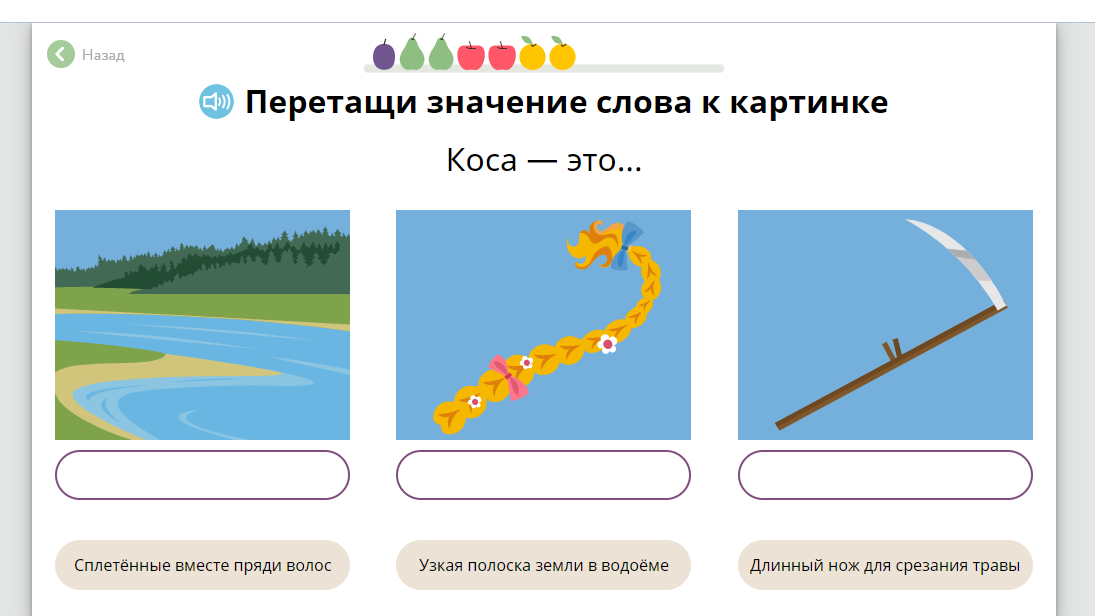 Назад
Перетащи значение слова к картинке
Коса — это...
Сплетённые вместе пряди волос
Узкая полоска земли в водоёме
Длинный нож для срезания травы